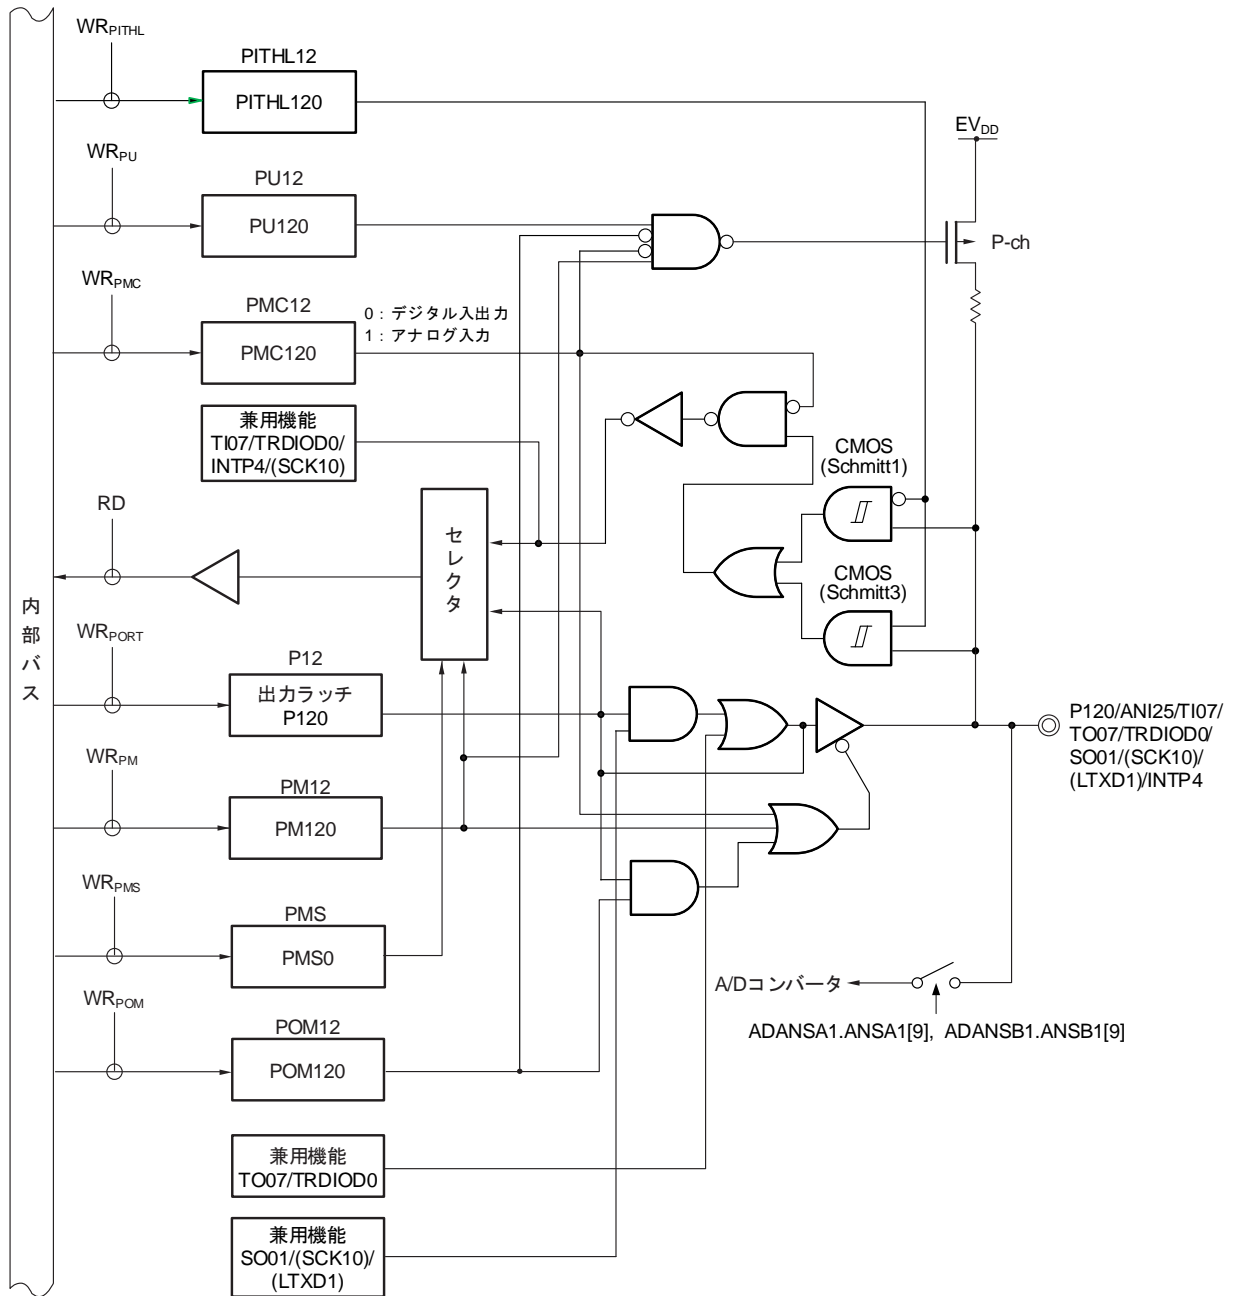 WRPITHL
PITHL12
PITHL120
EVDD
WRPU
PU12
PU120
P-ch
WRPMC
PMC12
0：デジタル入出力
1：アナログ入力
PMC120
兼用機能
TI07/TRDIOD0/
INTP4/(SCK10)
CMOS
(Schmitt1)
RD
セレクタ
CMOS
(Schmitt3)
内部バス
WRPORT
P12
出力ラッチ
P120
P120/ANI25/TI07/
TO07/TRDIOD0/
SO01/(SCK10)/
(LTXD1)/INTP4
WRPM
PM12
PM120
WRPMS
PMS
PMS0
A/Dコンバータ
ADANSA1.ANSA1[9], ADANSB1.ANSB1[9]
WRPOM
POM12
POM120
兼用機能
TO07/TRDIOD0
兼用機能
SO01/(SCK10)/
(LTXD1)